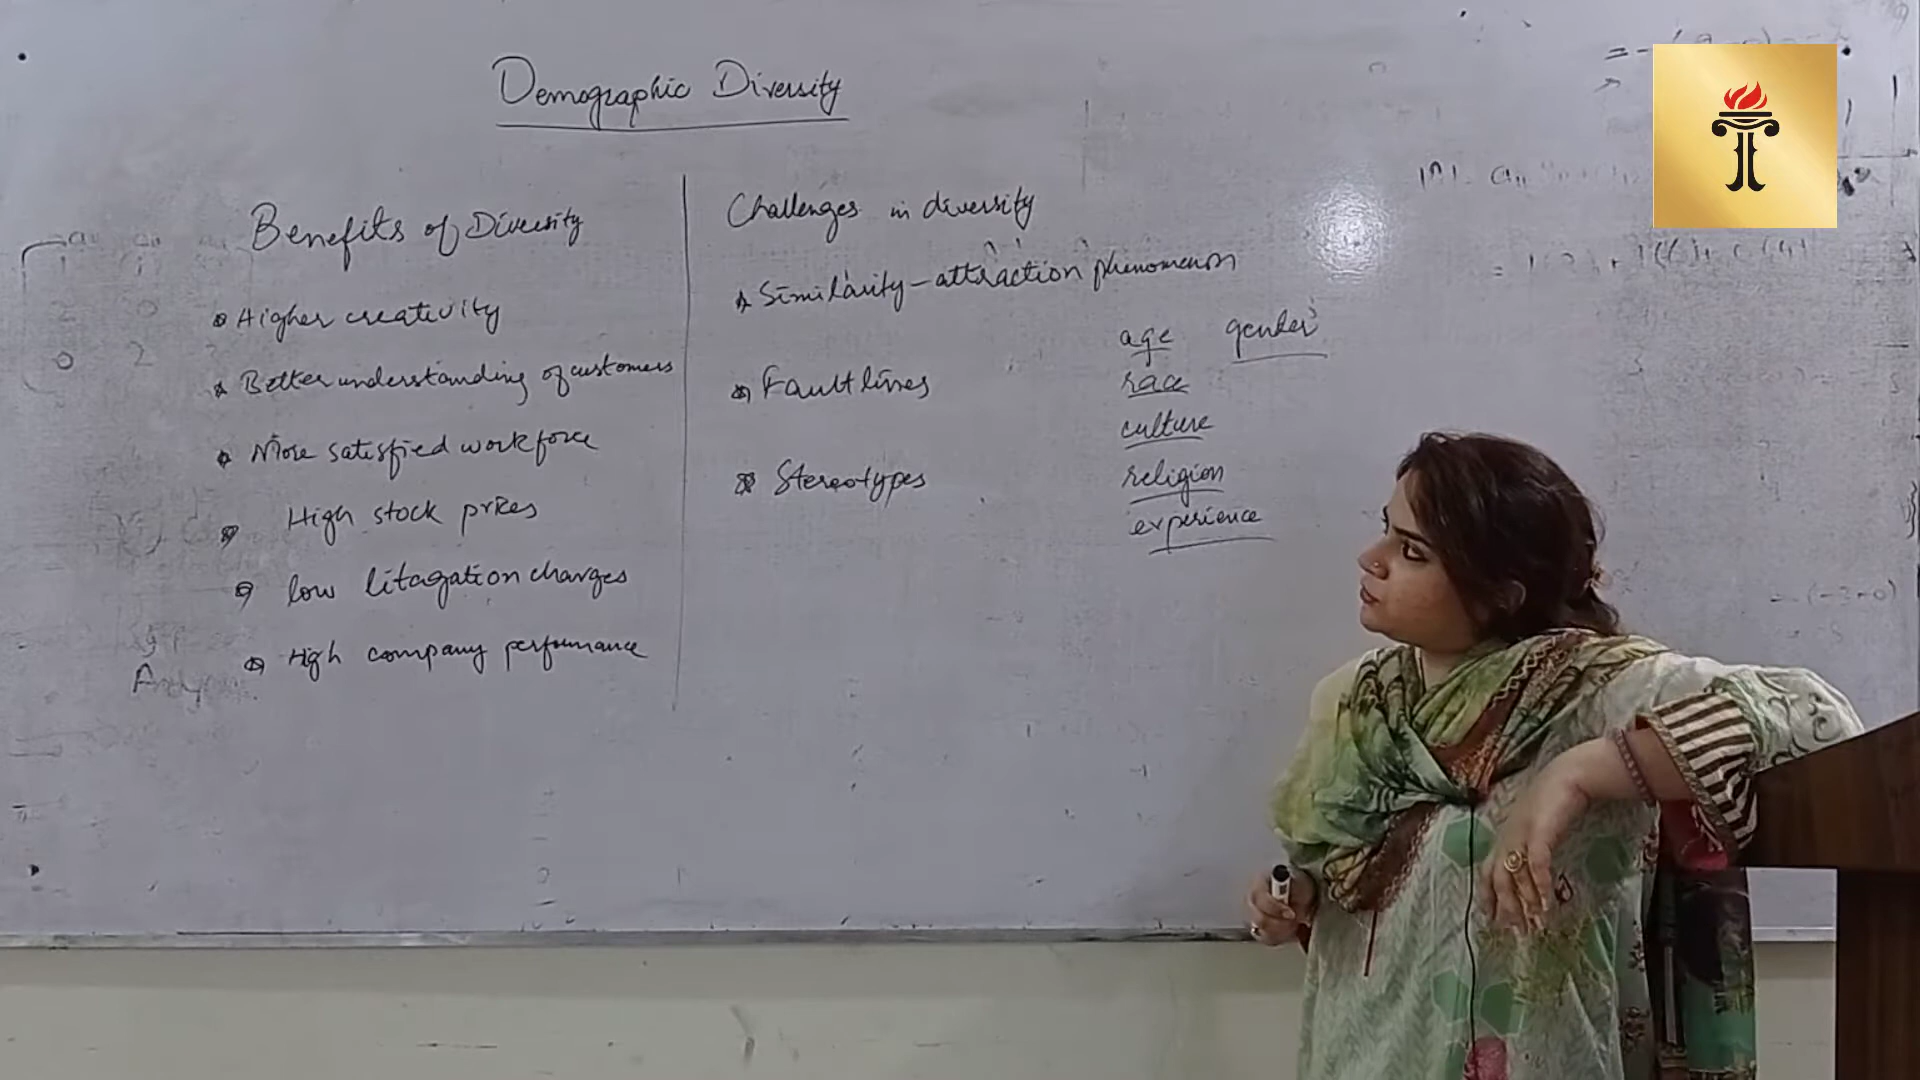 Demographic Diversity
Benefits of Diversity
Higher creativity
Better understanding of customers
More satisfied workforce
High stock prices
low litagation charges
High company performance
Challenges in diversity
Similarity-attraction phenomenon
Fault lines
Stereotypes
age gender
race
culture
religion
experience